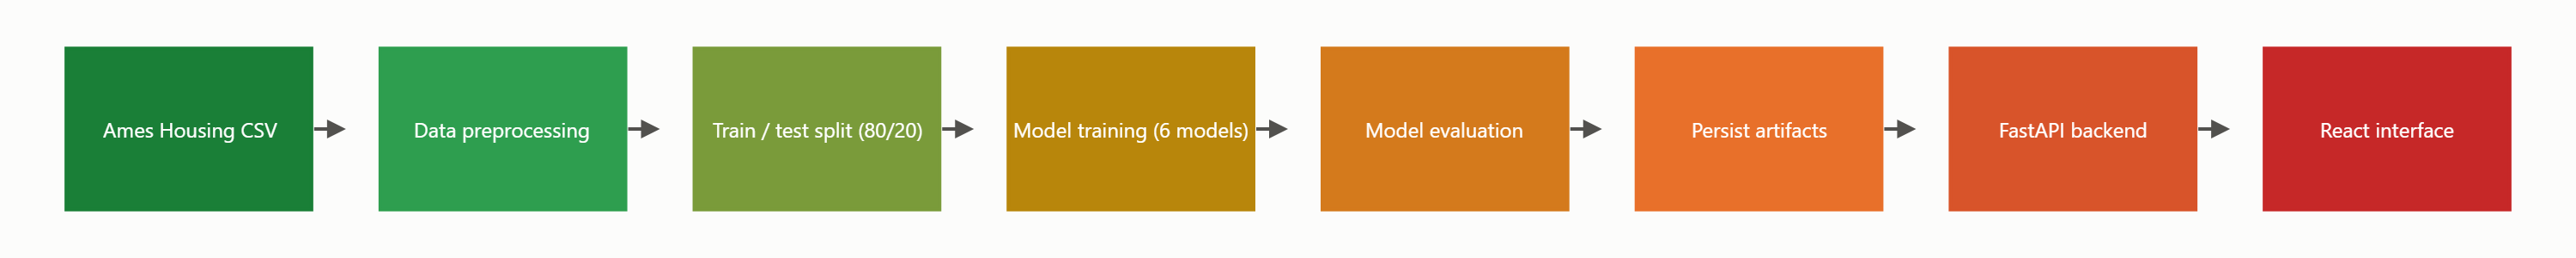 Ames Housing CSV
Data preprocessing
Train / test split (80/20)
Model training (6 models)
Model evaluation
Persist artifacts
FastAPI backend
React interface